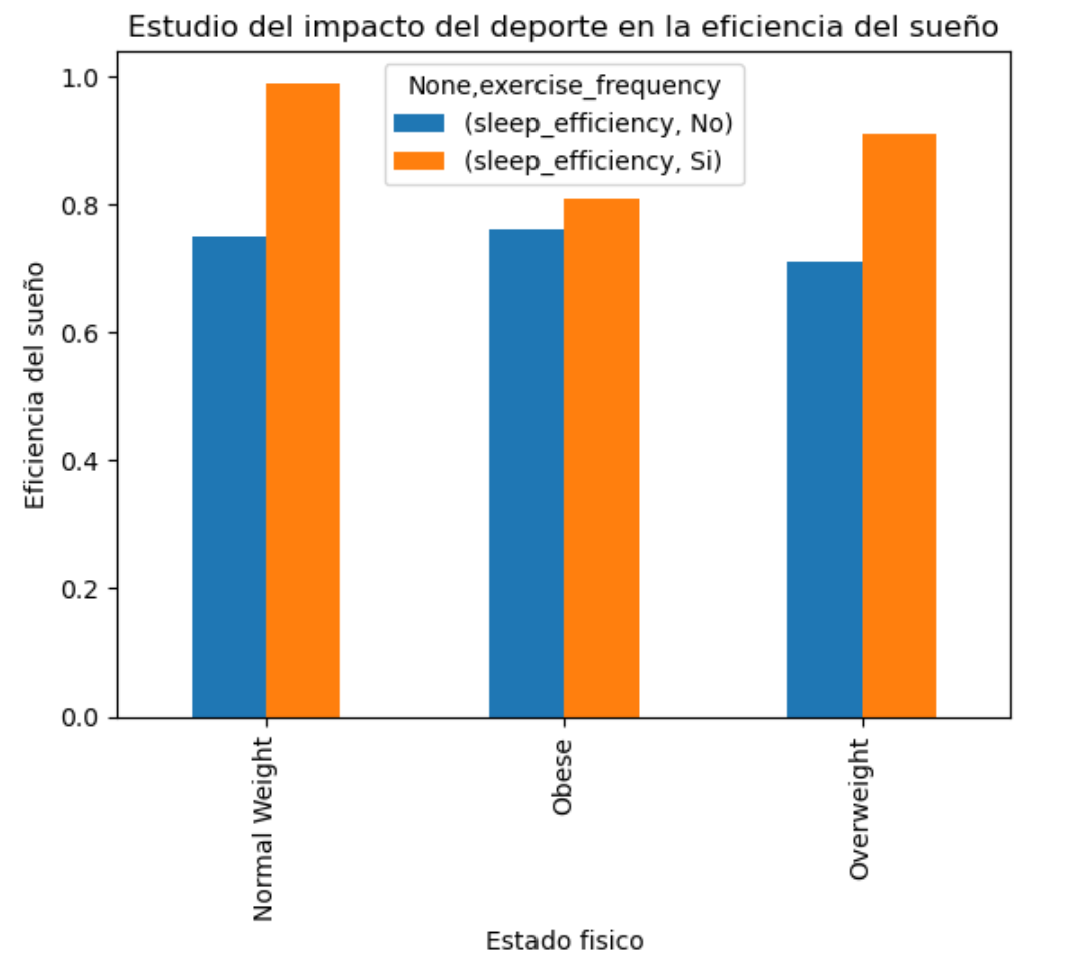 Estudio del impacto del deporte en la eficiencia del sueño
None,exercise_frequency
(sleep_efficiency, No)
(sleep_efficiency, Si)
Eficiencia del sueño
1.0
0.8
0.6
0.4
0.2
0.0
Normal Weight
Obese
Overweight
Estado fisico